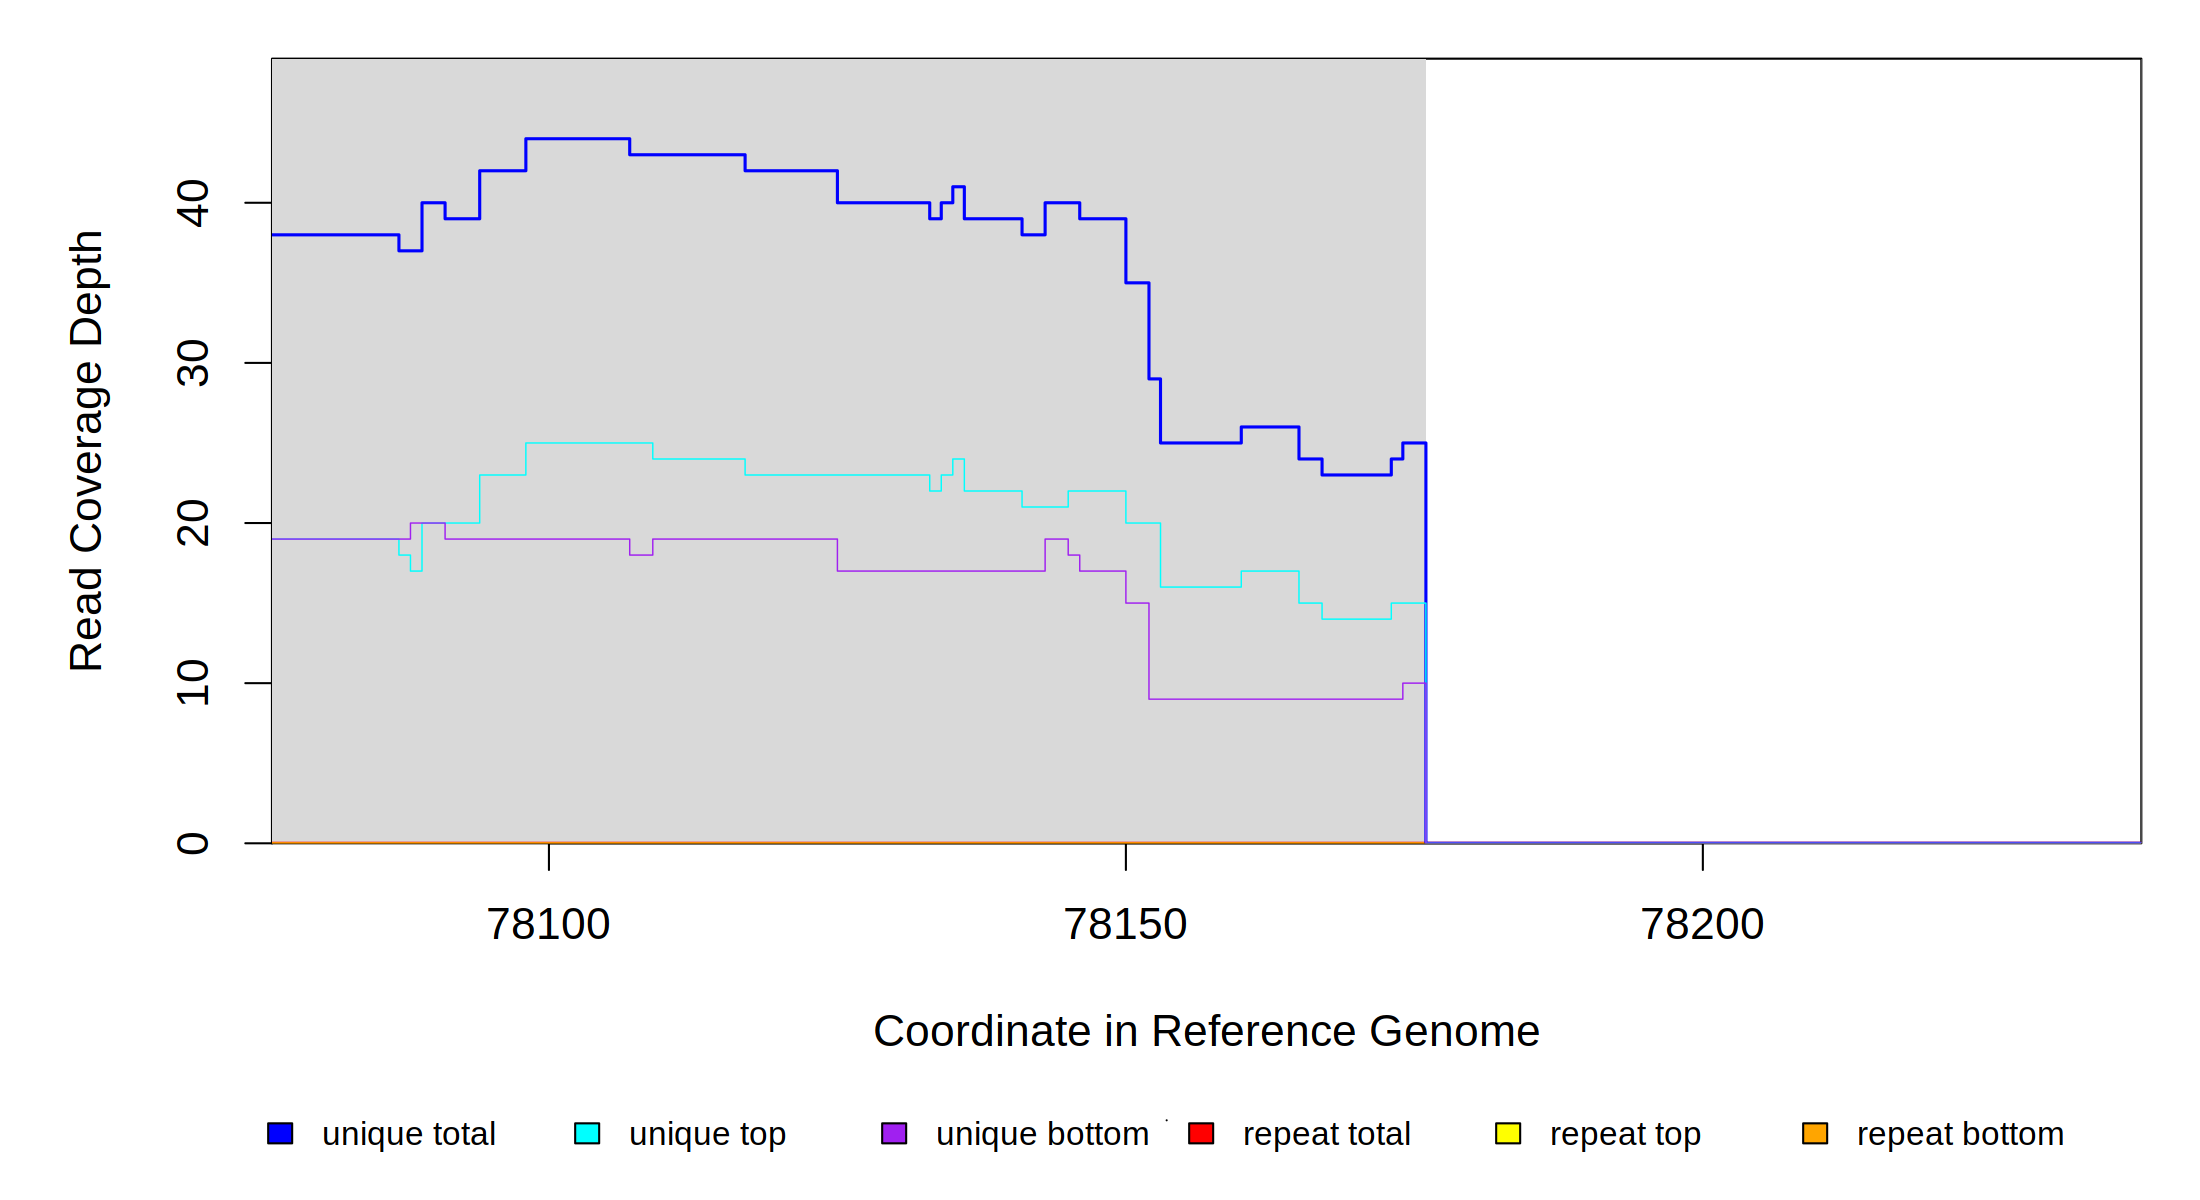 Read Coverage Depth
40
30
20
10
0
78100 78150 78200
Coordinate in Reference Genome
unique total unique top unique bottom repeat total repeat top repeat bottom